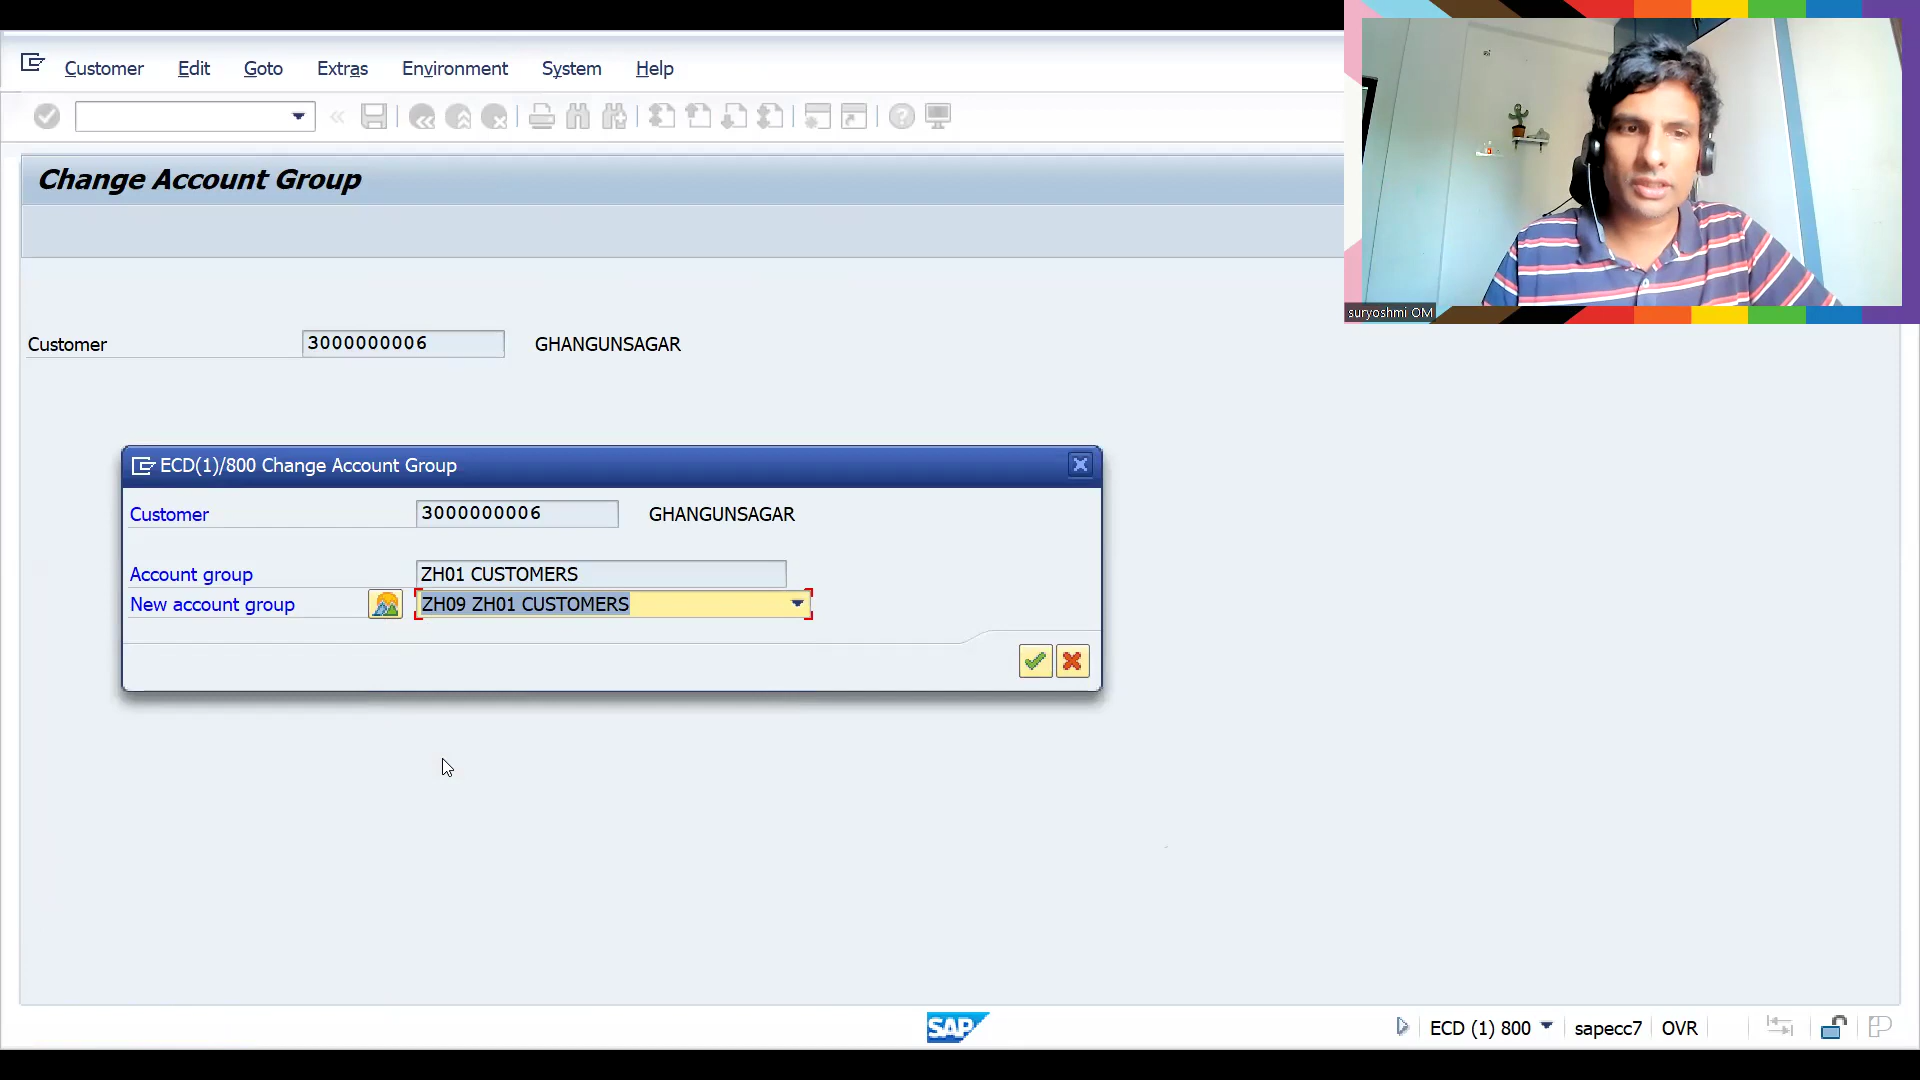 Customer Edit Goto Extras Environment System Help
Change Account Group
suryoshmi OM
Customer 3000000006 GHANGUNSAGAR
ECD(1)/800 Change Account Group
Customer 3000000006 GHANGUNSAGAR
Account group ZH01 CUSTOMERS
New account group ZH09 ZH01 CUSTOMERS
SAP ECD (1) 800 sapecc7 OVR